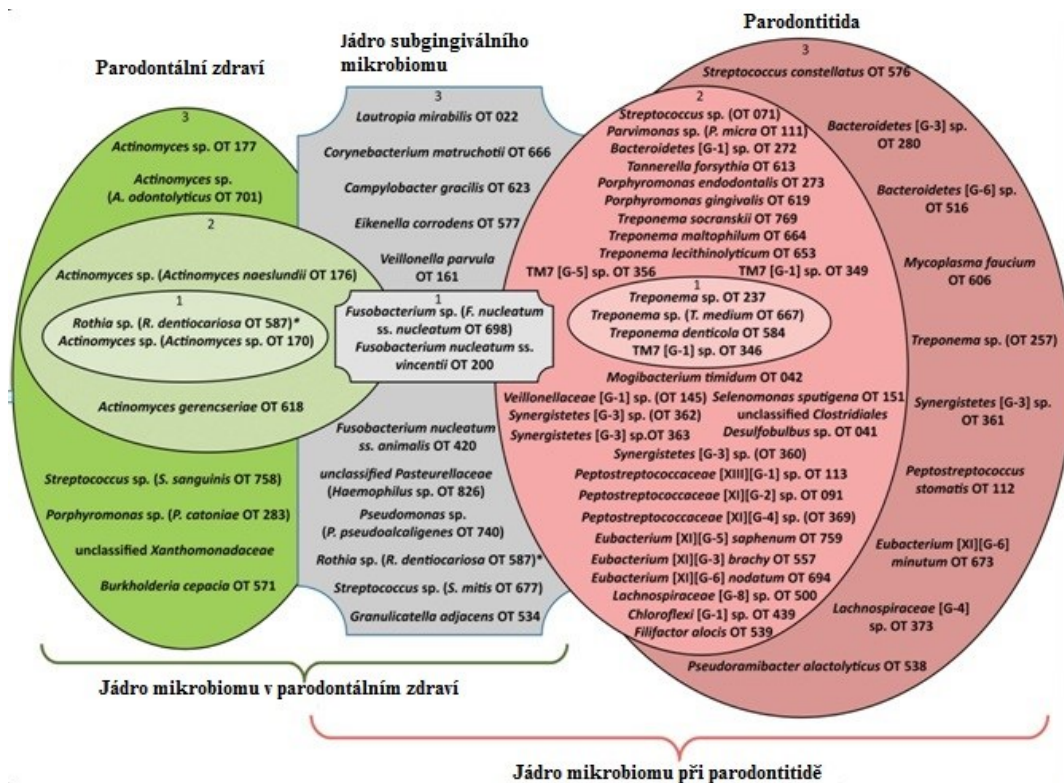 Parodontální zdraví
3
Actinomyces sp. OT 177
Actinomyces sp.
(A. odontolyticus OT 701)
2
Actinomyces sp. (Actinomyces naeslundii OT 176)
1
Rothia sp. (R. dentiocariosa OT 587)*
Actinomyces sp. (Actinomyces sp. OT 170)
Actinomyces gerencseriae OT 618
Streptococcus sp. (S. sanguinis OT 758)
Porphyromonas sp. (P. catoniae OT 283)
unclassified Xanthomonadaceae
Burkholderia cepacia OT 571
Jádro subgingiválního
mikrobiomu
3
Lautropia mirabilis OT 022
Corynebacterium matruchotii OT 666
Campylobacter gracilis OT 623
Eikenella corrodens OT 577
Veillonella parvula
OT 161
1
Fusobacterium sp. (F. nucleatum
ss. nucleatum OT 698)
Fusobacterium nucleatum ss.
vincentii OT 200
Fusobacterium nucleatum
ss. animalis OT 420
unclassified Pasteurellaceae
(Haemophilus sp. OT 826)
Pseudomonas sp.
(P. pseudoalcaligenes OT 740)
Rothia sp. (R. dentiocariosa OT 587)*
Streptococcus sp. (S. mitis OT 677)
Granulicatella adjacens OT 534
Parodontitida
3
Streptococcus constellatus OT 576
2
Streptococcus sp. (OT 071)
Parvimonas sp. (P. micra OT 111)
Bacteroidetes [G-1] sp. OT 272
Tannerella forsythia OT 613
Porphyromonas endodontalis OT 273
Porphyromonas gingivalis OT 619
Treponema socranskii OT 769
Treponema maltophilum OT 664
Treponema lecithinolyticum OT 653
TM7 [G-5] sp. OT 356 TM7 [G-1] sp. OT 349
1
Treponema sp. OT 237
Treponema sp. (T. medium OT 667)
Treponema denticola OT 584
TM7 [G-1] sp. OT 346
Mogibacterium timidum OT 042
Veillonellaceae [G-1] sp. (OT 145) Selenomonas sputigena OT 151
Synergistetes [G-3] sp. (OT 362) unclassified Clostridiales
Synergistetes [G-3] sp.OT 363 Desulfobulbus sp. OT 041
Synergistetes [G-3] sp. (OT 360)
Peptostreptococcaceae [XIII][G-1] sp. OT 113
Peptostreptococcaceae [XI][G-2] sp. OT 091
Peptostreptococcaceae [XI][G-4] sp. (OT 369)
Eubacterium [XI][G-5] saphenum OT 759
Eubacterium [XI][G-3] brachy OT 557
Eubacterium [XI][G-6] nodatum OT 694
Lachnospiraceae [G-8] sp. OT 500
Chloroflexi [G-1] sp. OT 439
Filifactor alocis OT 539
Bacteroidetes [G-3] sp.
OT 280
Bacteroidetes [G-6] sp.
OT 516
Mycoplasma faucium
OT 606
Treponema sp. (OT 257)
Synergistetes [G-3] sp.
OT 361
Peptostreptococcus
stomatis OT 112
Eubacterium [XI][G-6]
minutum OT 673
Lachnospiraceae [G-4]
sp. OT 373
Pseudoramibacter alactolyticus OT 538
Jádro mikrobiomu v parodontálním zdraví
Jádro mikrobiomu při parodontitidě